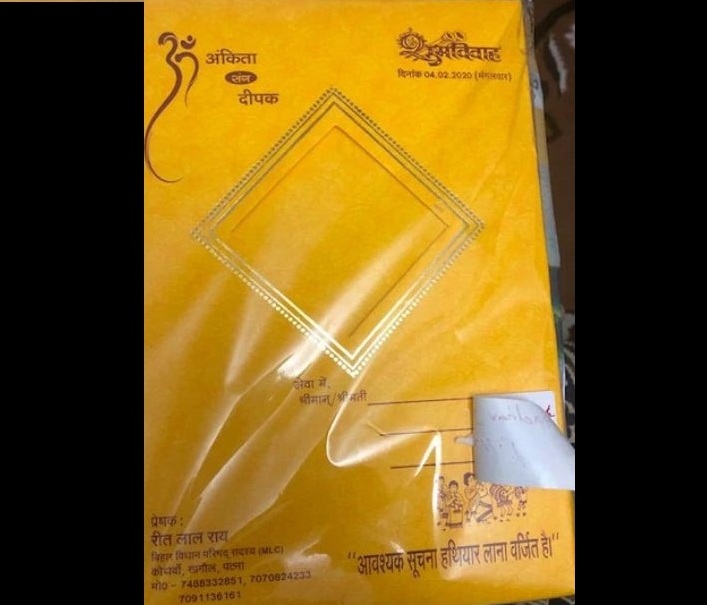 ॐ
अंकिता
संग
दीपक
शुभविवाह
दिनांक 04.02.2020 (मंगलवार)
सेवा में,
श्रीमान्/श्रीमती
प्रेषक :
रीत लाल राय
बिहार विधान परिषद् सदस्य (MLC)
कोथवाँ, खगौल, पटना
मो० - 7488332851, 7070824233
7091136161
"आवश्यक सूचना हथियार लाना वर्जित है।"